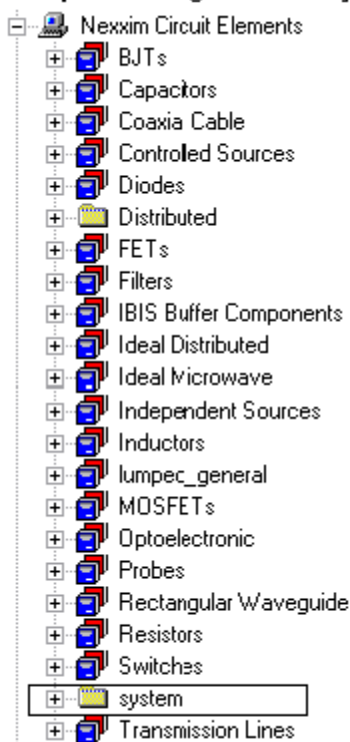 Nexxim Circuit Elements
BJTs
Capacitors
Coaxia Cable
Controlled Sources
Diodes
Distributed
FETs
Filters
IBIS Buffer Components
Ideal Distributed
Ideal Microwave
Independent Sources
Inductors
lumpec_general
MOSFETs
Optoelectronic
Probes
Rectangular Waveguide
Resistors
Switches
system
Transmission Lines